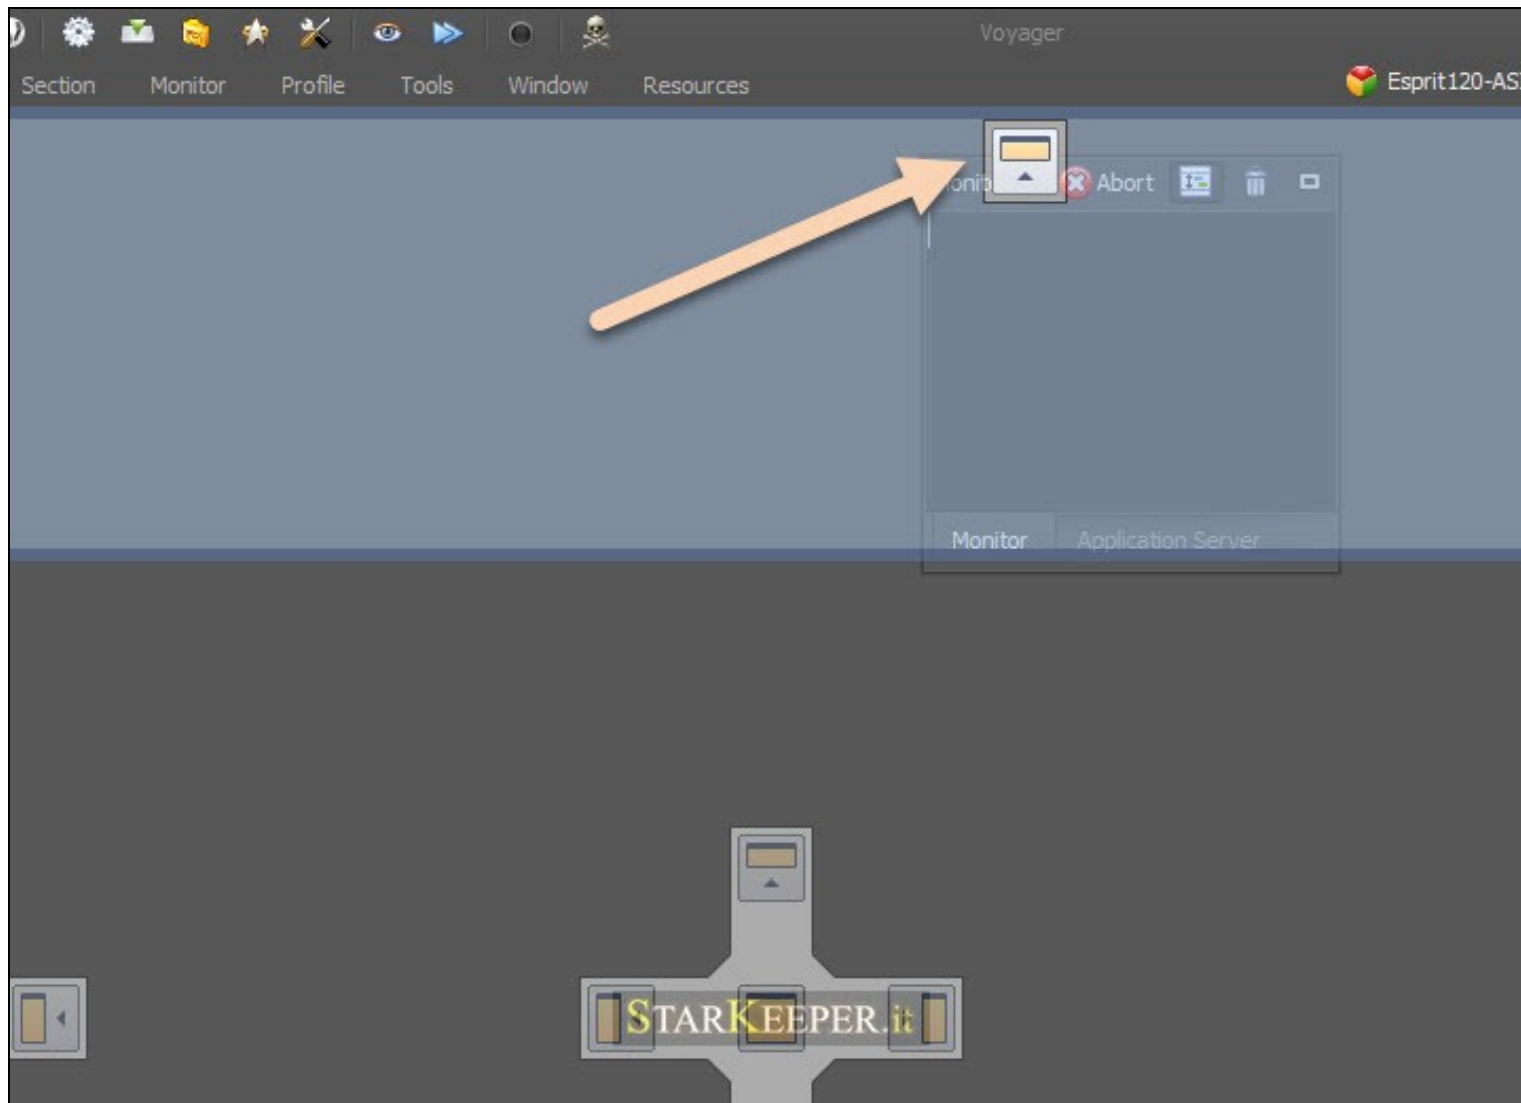 Voyager
Section Monitor Profile Tools Window Resources
Esprit120-AS
Abort
Monitor Application Server
STARKEEPER.it